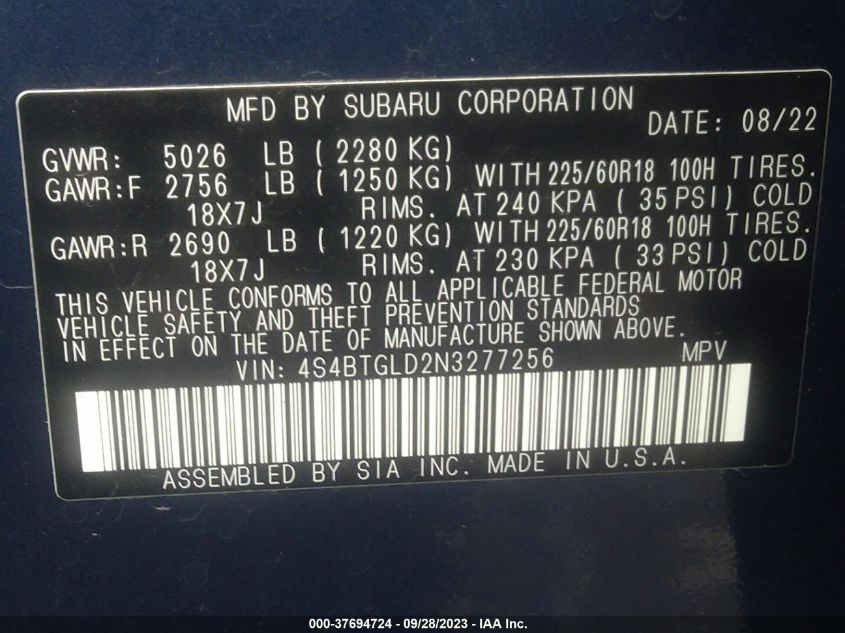 MFD BY SUBARU CORPORATION
DATE: 08/22
GVWR: 5026 LB (2280 KG)
GAWR:F 2756 LB (1250 KG) WITH 225/60R18 100H TIRES.
18X7J RIMS. AT 240 KPA ( 35 PSI) COLD
GAWR:R 2690 LB (1220 KG) WITH 225/60R18 100H TIRES.
18X7J RIMS. AT 230 KPA ( 33 PSI) COLD
THIS VEHICLE CONFORMS TO ALL APPLICABLE FEDERAL MOTOR
VEHICLE SAFETY AND THEFT PREVENTION STANDARDS
IN EFFECT ON THE DATE OF MANUFACTURE SHOWN ABOVE.
VIN: 4S4BTGLD2N3277256 MPV
ASSEMBLED BY SIA INC. MADE IN U.S.A.
000-37694724 - 09/28/2023 - IAA Inc.